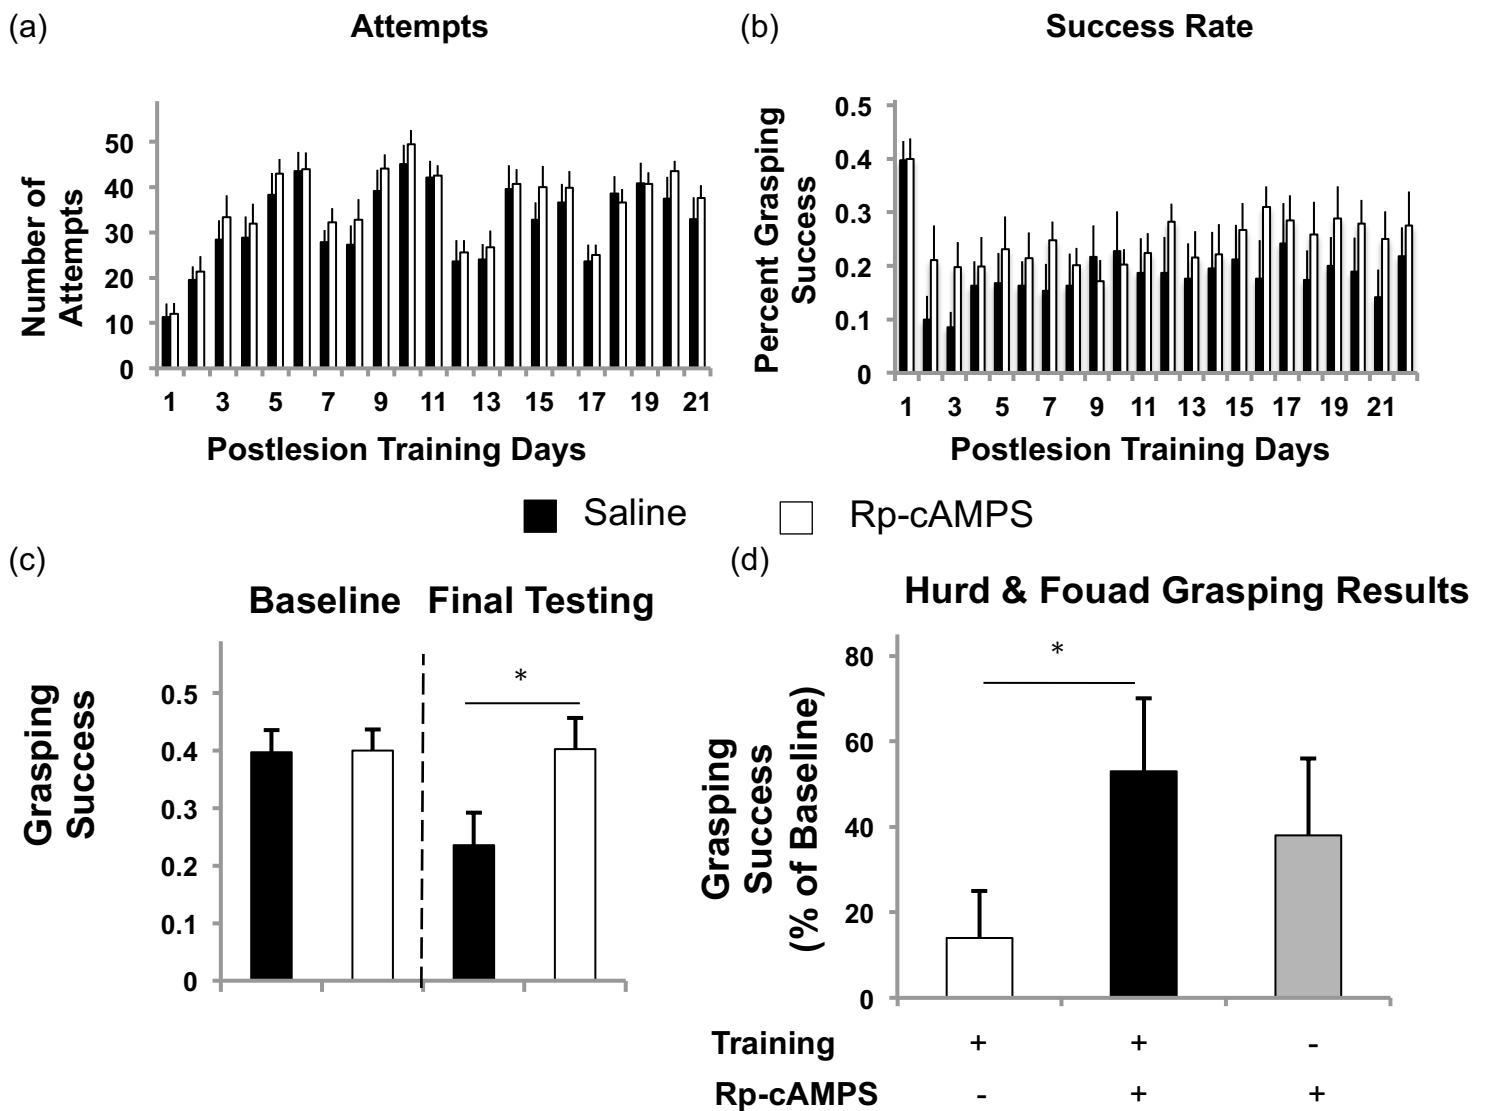 (a)
Attempts
Number of
Attempts
50
40
30
20
10
0
1 3 5 7 9 11 13 15 17 19 21
Postlesion Training Days
(b)
Success Rate
Percent Grasping
Success
0.5
0.4
0.3
0.2
0.1
0
1 3 5 7 9 11 13 15 17 19 21
Postlesion Training Days
Saline Rp-cAMPS
(c)
Baseline Final Testing
Grasping
Success
0.5
0.4
0.3
0.2
0.1
0
*
(d)
Hurd & Fouad Grasping Results
Grasping
Success
(% of Baseline)
80
60
40
20
0
*
Training + + -
Rp-cAMPS - + +